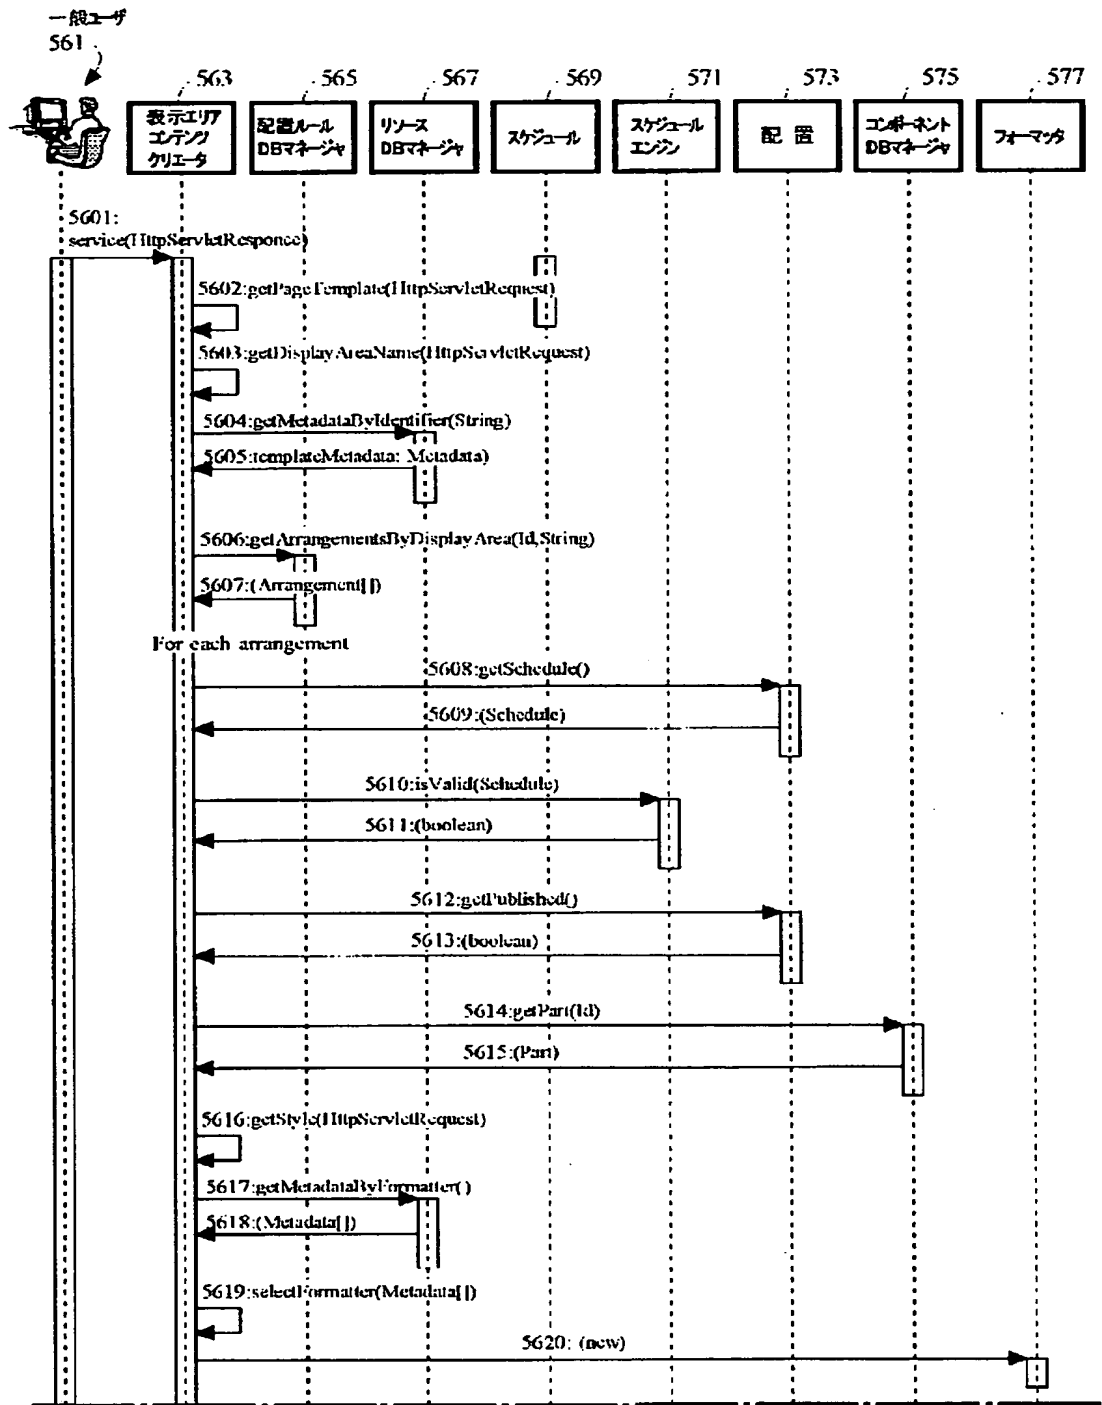 一般ユーザ
561
563
565
567
569
571
573
575
577
表示エリア
コンテンツ
クリエータ
配置ルール
DBマネージャ
リソース
DBマネージャ
スケジュール
スケジュール
エンジン
配置
コンポーネント
DBマネージャ
フォーマッタ
5601:
service(HttpServletResponce)
5602:getPageTemplate(HttpServletRequest)
5603:getDisplayAreaName(HttpServletRequest)
5604:getMetadataByIdentifier(String)
5605:templateMetadata: Metadata)
5606:getArrangementsByDisplayArea(Id,String)
5607:(Arrangement[])
For each arrangement
5608:getSchedule()
5609:(Schedule)
5610:isValid(Schedule)
5611:(boolean)
5612:getPublished()
5613:(boolean)
5614:getPart(Id)
5615:(Part)
5616:getStyle(HttpServletRequest)
5617:getMetadataByFormatter()
5618:(Metadata[])
5619:selectFormatter(Metadata[])
5620: (new)